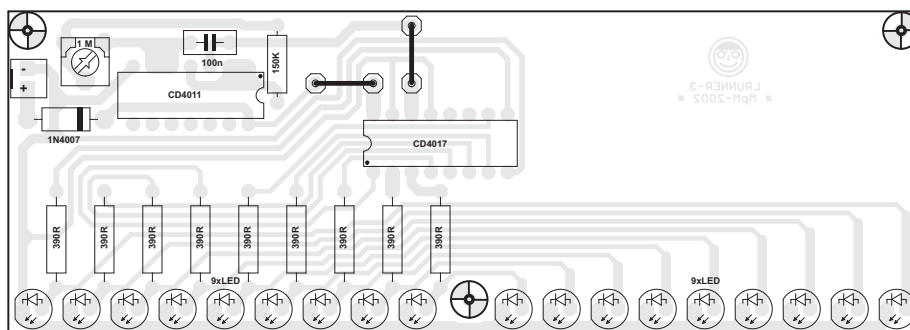 1 M
100n
150K
-
+
CD4011
1N4007
CD4017
LRUNNER-3
MpM-2002
390R
390R
390R
390R
390R
390R
390R
390R
390R
9xLED
9xLED